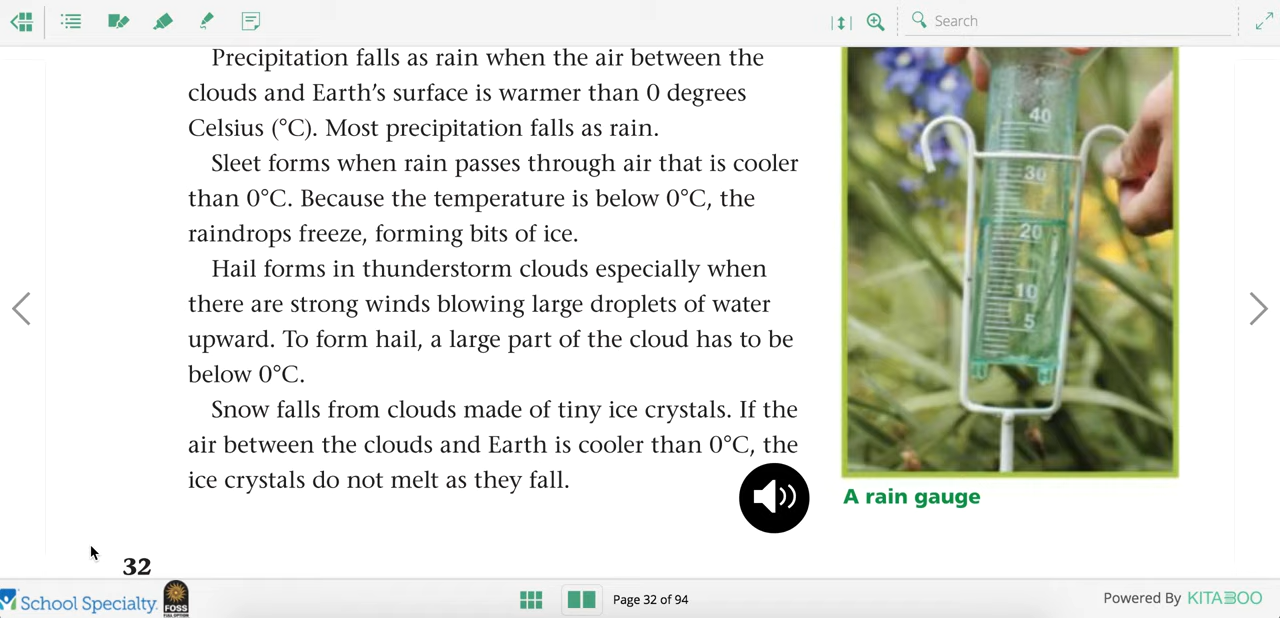 Search
Precipitation falls as rain when the air between the
clouds and Earth's surface is warmer than 0 degrees
Celsius (°C). Most precipitation falls as rain.
Sleet forms when rain passes through air that is cooler
than 0°C. Because the temperature is below 0°C, the
raindrops freeze, forming bits of ice.
Hail forms in thunderstorm clouds especially when
there are strong winds blowing large droplets of water
upward. To form hail, a large part of the cloud has to be
below 0°C.
Snow falls from clouds made of tiny ice crystals. If the
air between the clouds and Earth is cooler than 0°C, the
ice crystals do not melt as they fall.
40
30
20
10
5
A rain gauge
32
School Specialty.
FOSS
FULL OPTION
Page 32 of 94
Powered By KITABOO